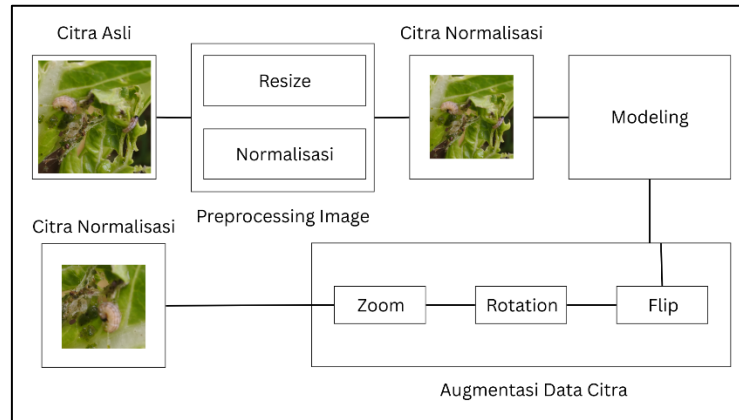 Citra Asli
Citra Normalisasi
Resize
Normalisasi
Modeling
Preprocessing Image
Citra Normalisasi
Zoom
Rotation
Flip
Augmentasi Data Citra